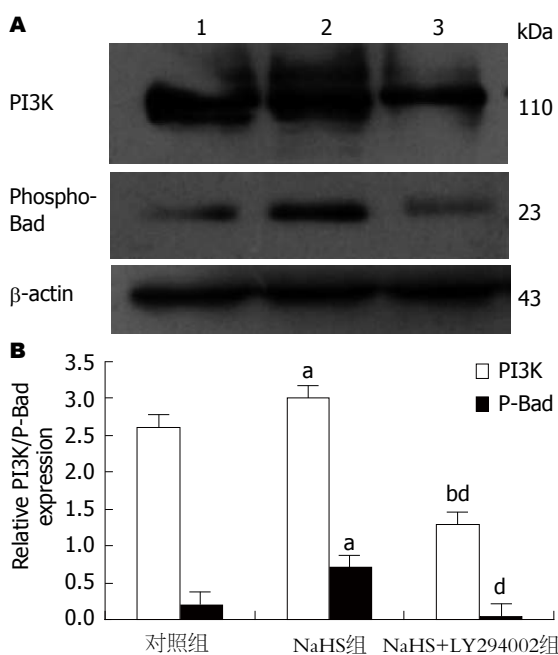 A
1 2 3 kDa
PI3K 110
Phospho-
Bad 23
β-actin 43
B
Relative PI3K/P-Bad
expression
3.5
3.0
2.5
2.0
1.5
1.0
0.5
0.0
PI3K
P-Bad
a
a
bd
d
对照组 NaHS组 NaHS+LY294002组